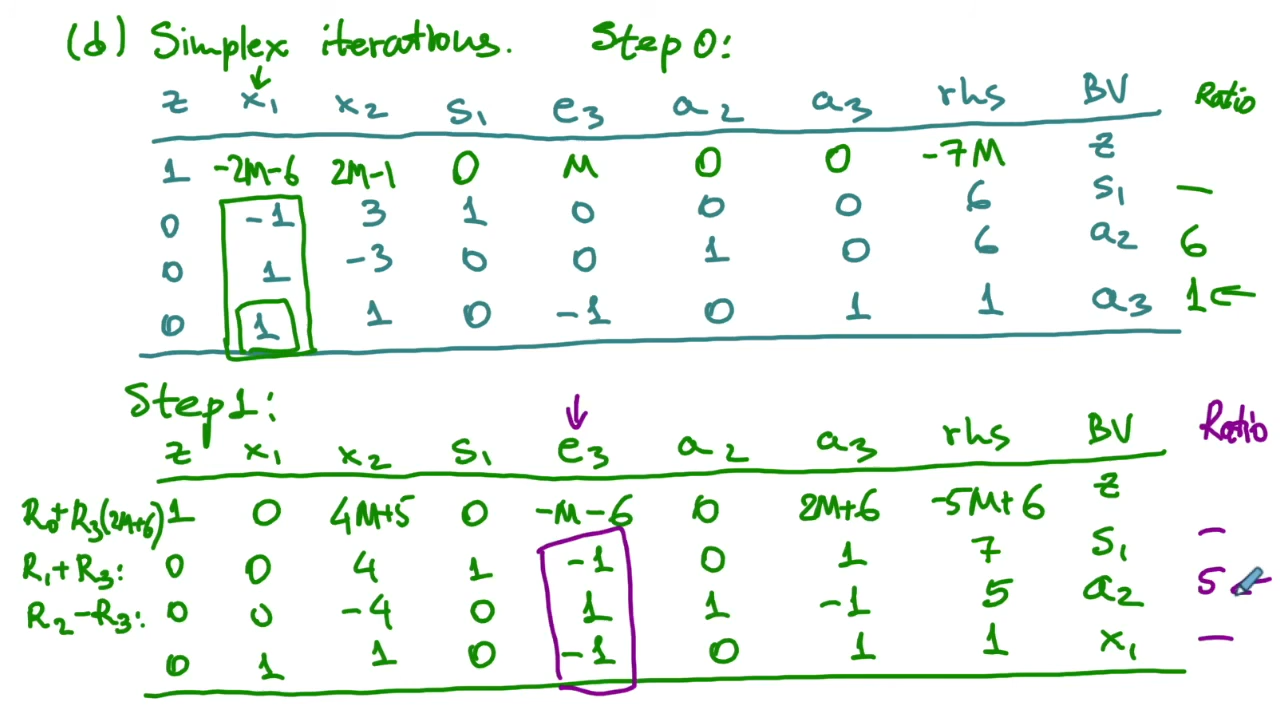 (d) Simplex iterations. Step 0:
z x₁ x₂ s₁ e₃ a₂ a₃ rhs BV Ratio
1 -2M-6 2M-1 0 M 0 0 -7M z
0 -1 3 1 0 0 0 6 s₁ —
0 1 -3 0 0 1 0 6 a₂ 6
0 1 1 0 -1 0 1 1 a₃ 1←
Step 1:
z x₁ x₂ s₁ e₃ a₂ a₃ rhs BV Ratio
R₀+R₃(2M+6) 1 0 4M+5 0 -M-6 0 2M+6 -5M+6 z
R₁+R₃: 0 0 4 1 -1 0 1 7 s₁ —
R₂-R₃: 0 0 -4 0 1 1 -1 5 a₂ 5←
0 1 1 0 -1 0 1 1 x₁ —